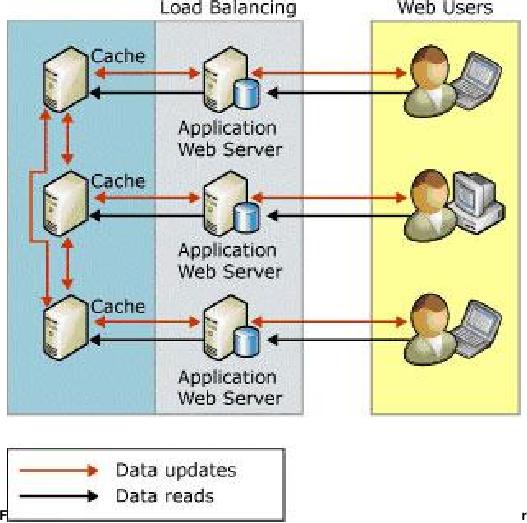 Load Balancing
Web Users
Cache
Application
Web Server
Cache
Application
Web Server
Cache
Application
Web Server
Data updates
Data reads
F
r